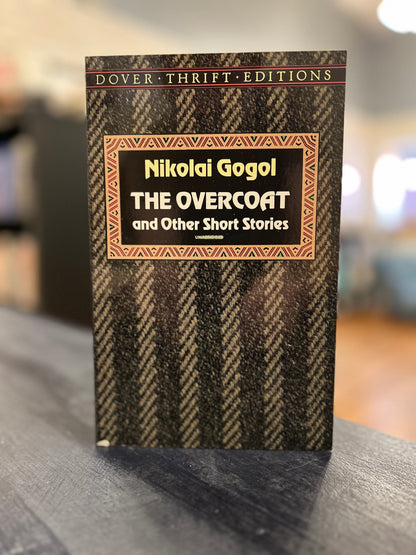 DOVER · THRIFT · EDITIONS
Nikolai Gogol
THE OVERCOAT
and Other Short Stories
UNABRIDGED